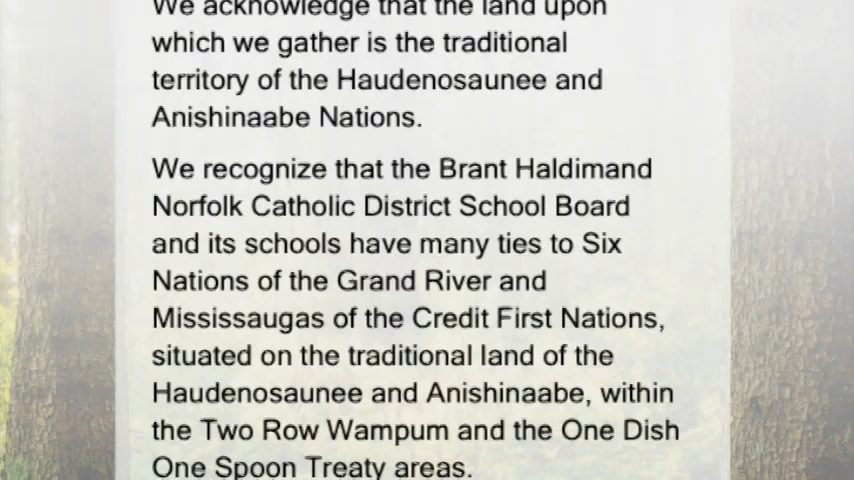 We acknowledge that the land upon
which we gather is the traditional
territory of the Haudenosaunee and
Anishinaabe Nations.
We recognize that the Brant Haldimand
Norfolk Catholic District School Board
and its schools have many ties to Six
Nations of the Grand River and
Mississaugas of the Credit First Nations,
situated on the traditional land of the
Haudenosaunee and Anishinaabe, within
the Two Row Wampum and the One Dish
One Spoon Treaty areas.